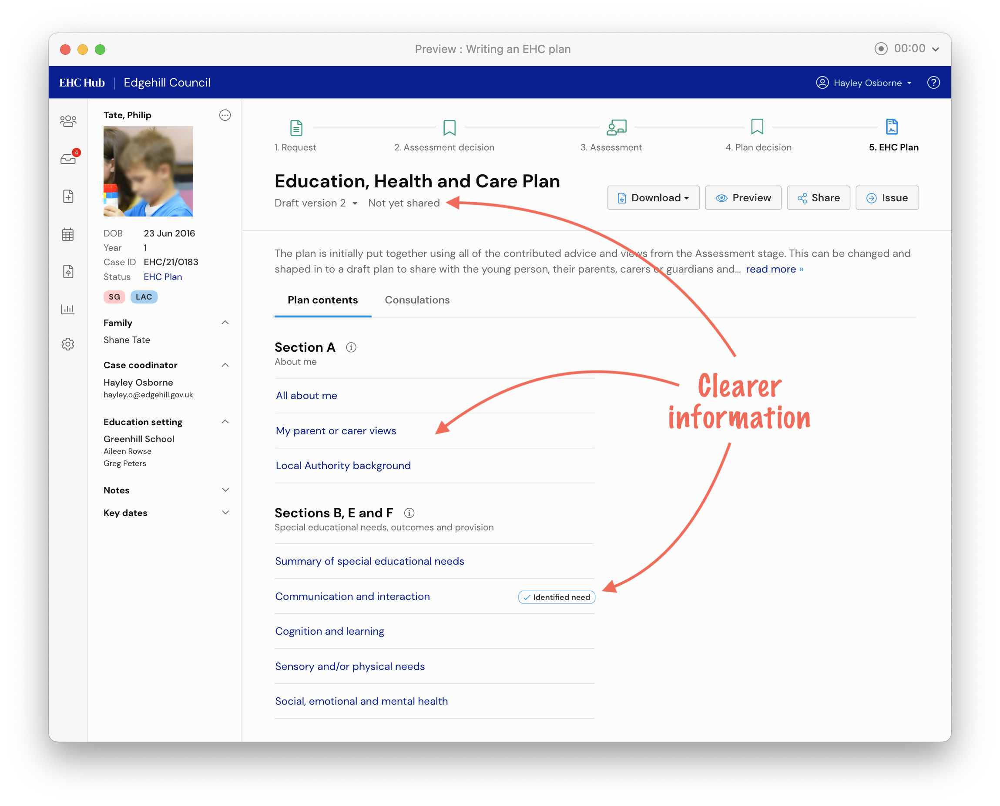 Preview : Writing an EHC plan
00:00
EHC Hub
Edgehill Council
Hayley Osborne
?
Tate, Philip
4
DOB 23 Jun 2016
Year 1
Case ID EHC/21/0183
Status EHC Plan
SG LAC
Family
Shane Tate
Case coodinator
Hayley Osborne
hayley.o@edgehill.gov.uk
Education setting
Greenhill School
Aileen Rowse
Greg Peters
Notes
Key dates
1. Request
2. Assessment decision
3. Assessment
4. Plan decision
5. EHC Plan
Education, Health and Care Plan
Draft version 2 Not yet shared
Download
Preview
Share
Issue
The plan is initially put together using all of the contributed advice and views from the Assessment stage. This can be changed and
shaped in to a draft plan to share with the young person, their parents, carers or guardians and... read more »
Plan contents
Consulations
Section A
About me
All about me
My parent or carer views
Local Authority background
Clearer
information
Sections B, E and F
Special educational needs, outcomes and provision
Summary of special educational needs
Communication and interaction
Identified need
Cognition and learning
Sensory and/or physical needs
Social, emotional and mental health